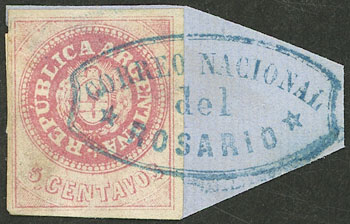 REPUBLICA ARGENTINA
5 CENTAVOS
CORREO NACIONAL
del
ROSARIO